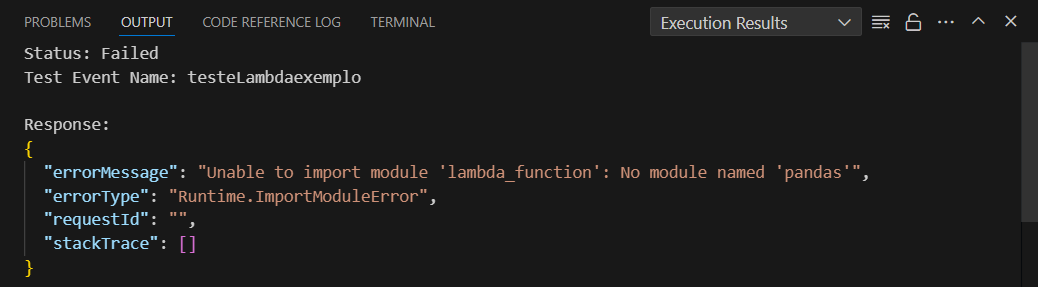 PROBLEMS OUTPUT CODE REFERENCE LOG TERMINAL Execution Results
Status: Failed
Test Event Name: testeLambdaexemplo
Response:
{
"errorMessage": "Unable to import module 'lambda_function': No module named 'pandas'",
"errorType": "Runtime.ImportModuleError",
"requestId": "",
"stackTrace": []
}